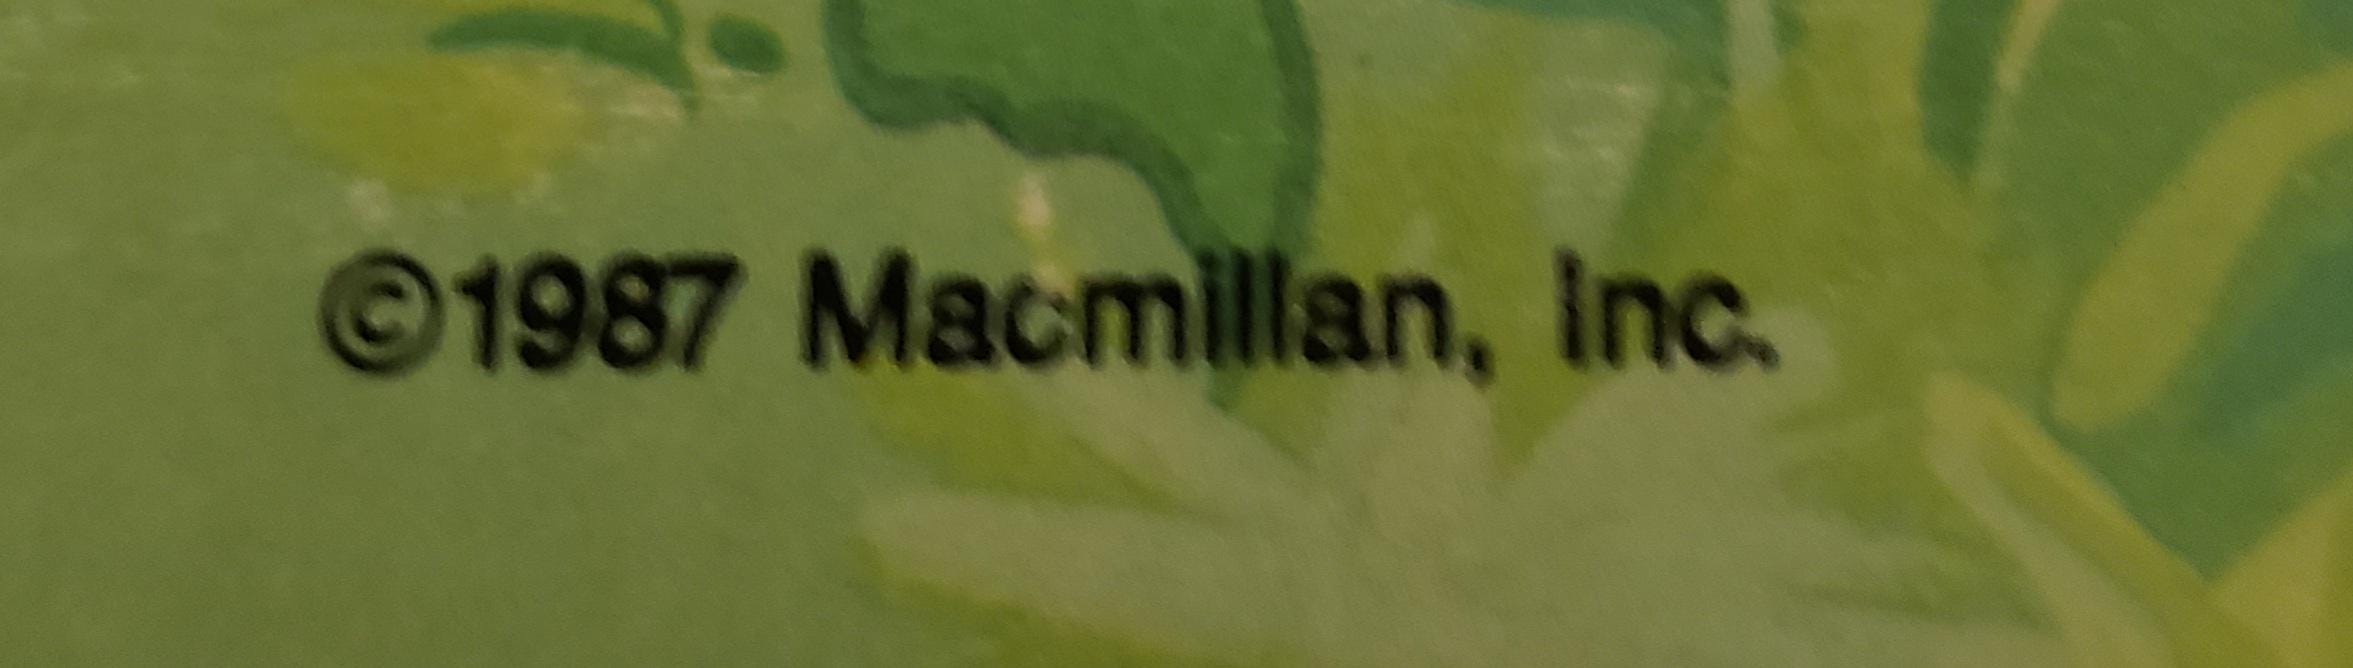 ©1987 Macmillan, Inc.